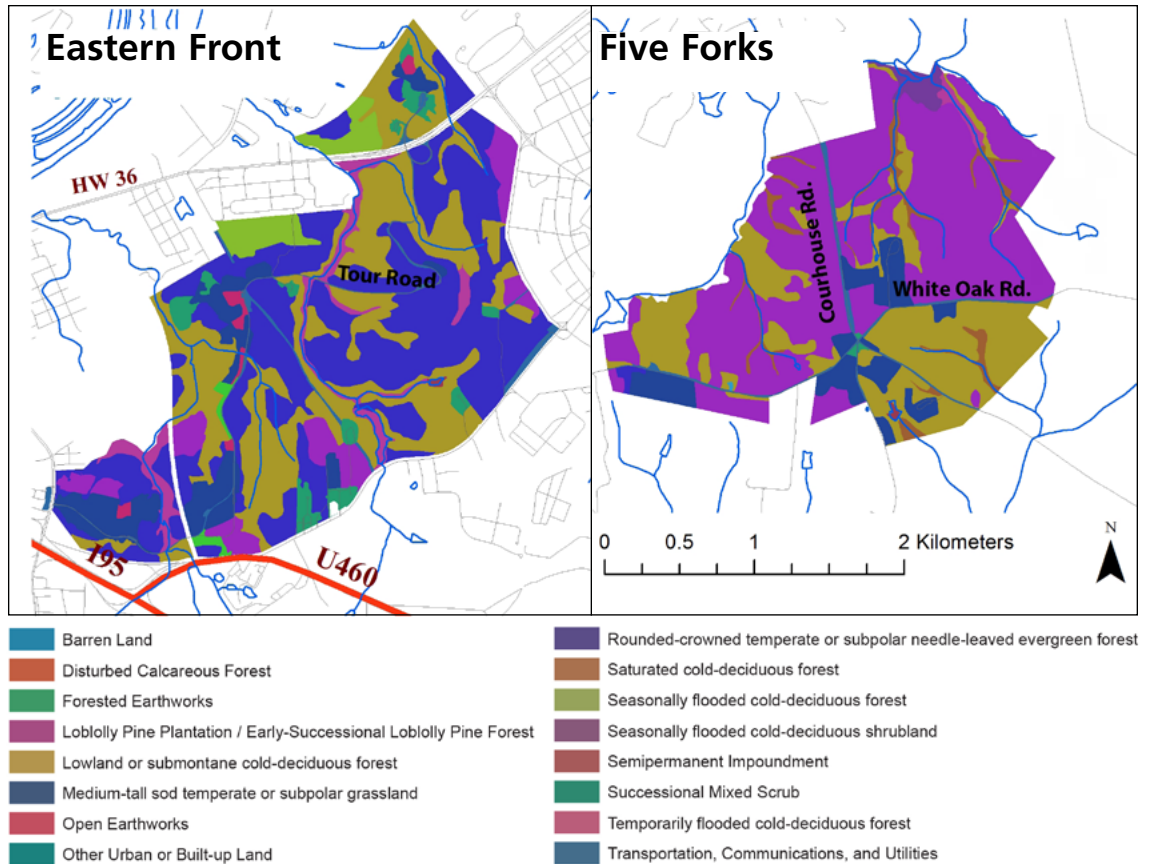 Eastern Front
Five Forks
HW 36
Tour Road
I95
U460
Courhouse Rd.
White Oak Rd.
N
0 0.5 1 2 Kilometers
Barren Land
Disturbed Calcareous Forest
Forested Earthworks
Loblolly Pine Plantation / Early-Successional Loblolly Pine Forest
Lowland or submontane cold-deciduous forest
Medium-tall sod temperate or subpolar grassland
Open Earthworks
Other Urban or Built-up Land
Rounded-crowned temperate or subpolar needle-leaved evergreen forest
Saturated cold-deciduous forest
Seasonally flooded cold-deciduous forest
Seasonally flooded cold-deciduous shrubland
Semipermanent Impoundment
Successional Mixed Scrub
Temporarily flooded cold-deciduous forest
Transportation, Communications, and Utilities